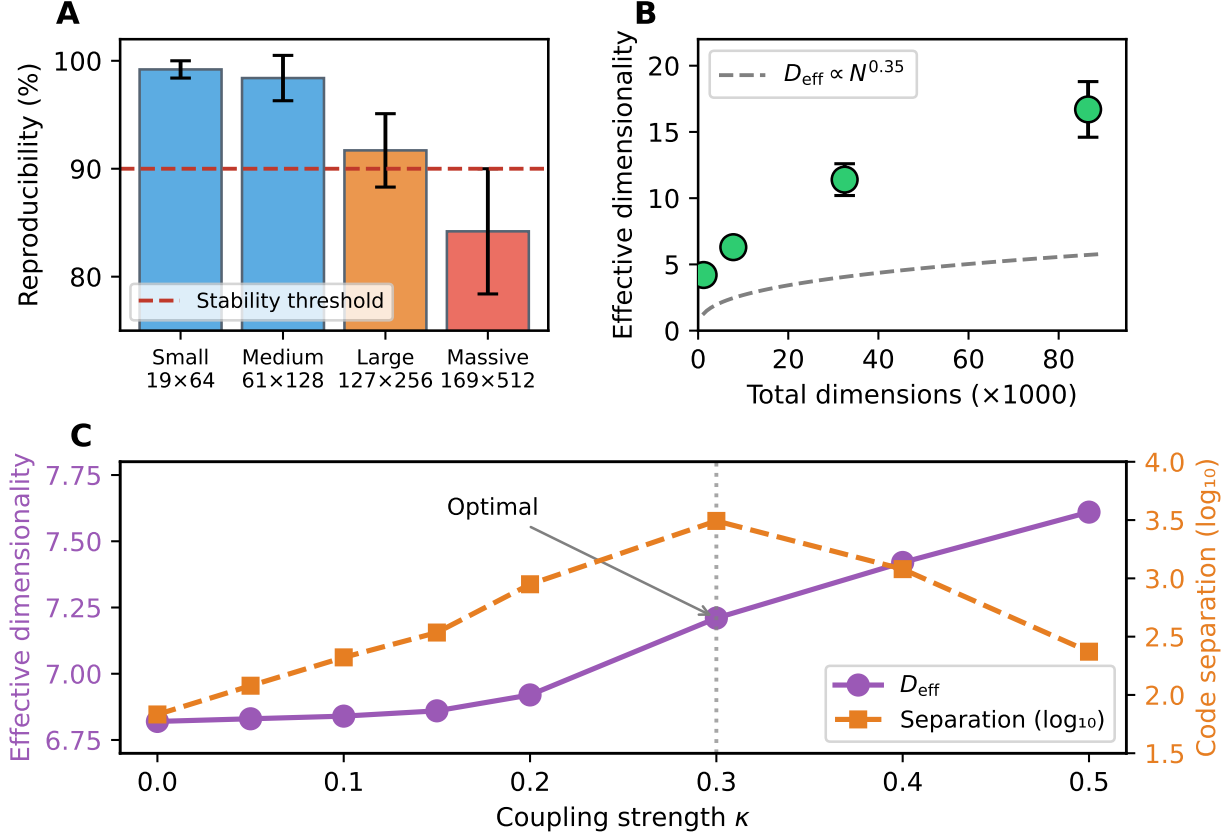 A
Reproducibility (%)
100
90
80
Stability threshold
Small
19×64
Medium
61×128
Large
127×256
Massive
169×512
B
Effective dimensionality
20
15
10
5
0
D_eff ∝ N^0.35
0 20 40 60 80
Total dimensions (×1000)
C
Effective dimensionality
7.75
7.50
7.25
7.00
6.75
Optimal
4.0
3.5
3.0
2.5
2.0
1.5
Code separation (log₁₀)
D_eff
Separation (log₁₀)
0.0 0.1 0.2 0.3 0.4 0.5
Coupling strength κ